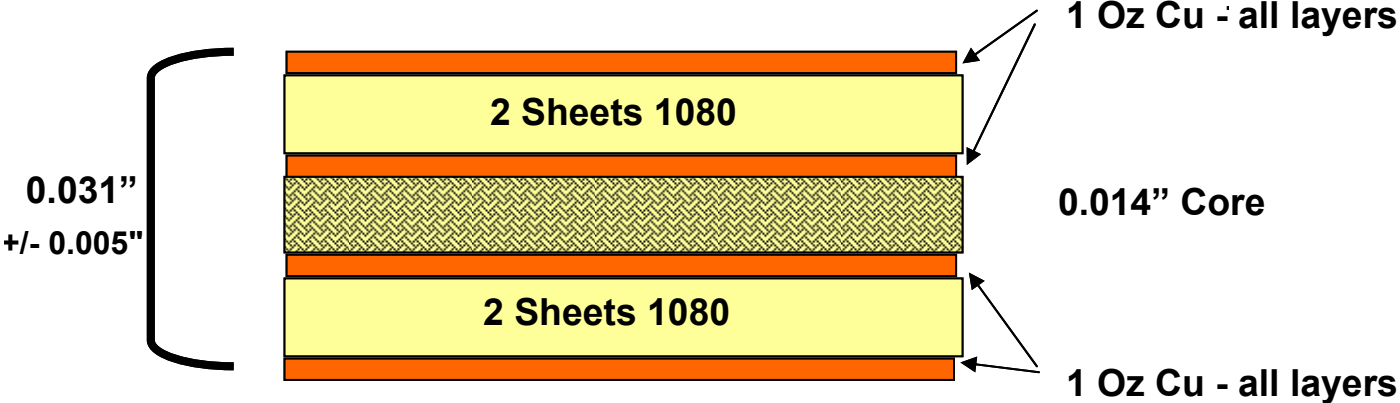 1 Oz Cu - all layers
2 Sheets 1080
0.031”
+/- 0.005"
0.014” Core
2 Sheets 1080
1 Oz Cu - all layers